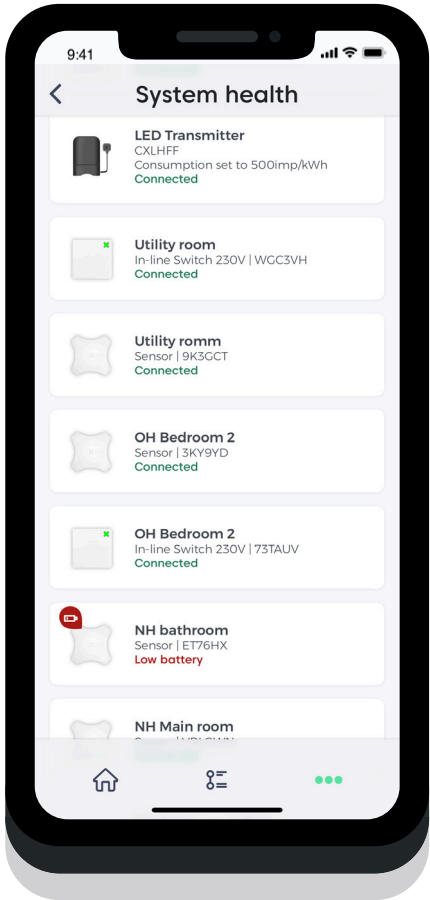 9:41
System health
LED Transmitter
CXLHFF
Consumption set to 500imp/kWh
Connected
Utility room
In-line Switch 230V | WGC3VH
Connected
Utility romm
Sensor | 9K3GCT
Connected
OH Bedroom 2
Sensor | 3KY9YD
Connected
OH Bedroom 2
In-line Switch 230V | 73TAUV
Connected
NH bathroom
Sensor | ET76HX
Low battery
NH Main room